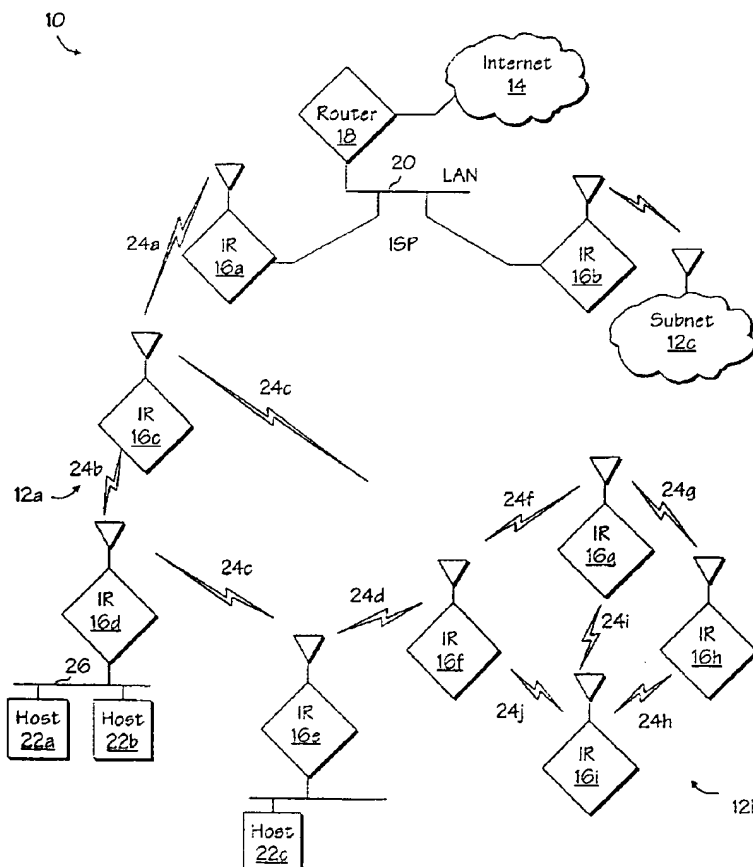 10
Internet
14
Router
18
20
LAN
24a
IR
16a
ISP
IR
16b
Subnet
12c
IR
16c
24c
24b
12a
24f
24g
IR
16g
24c
24d
IR
16d
IR
16f
24i
IR
16h
26
Host
22a
Host
22b
IR
16e
24j
24h
IR
16i
12b
Host
22c